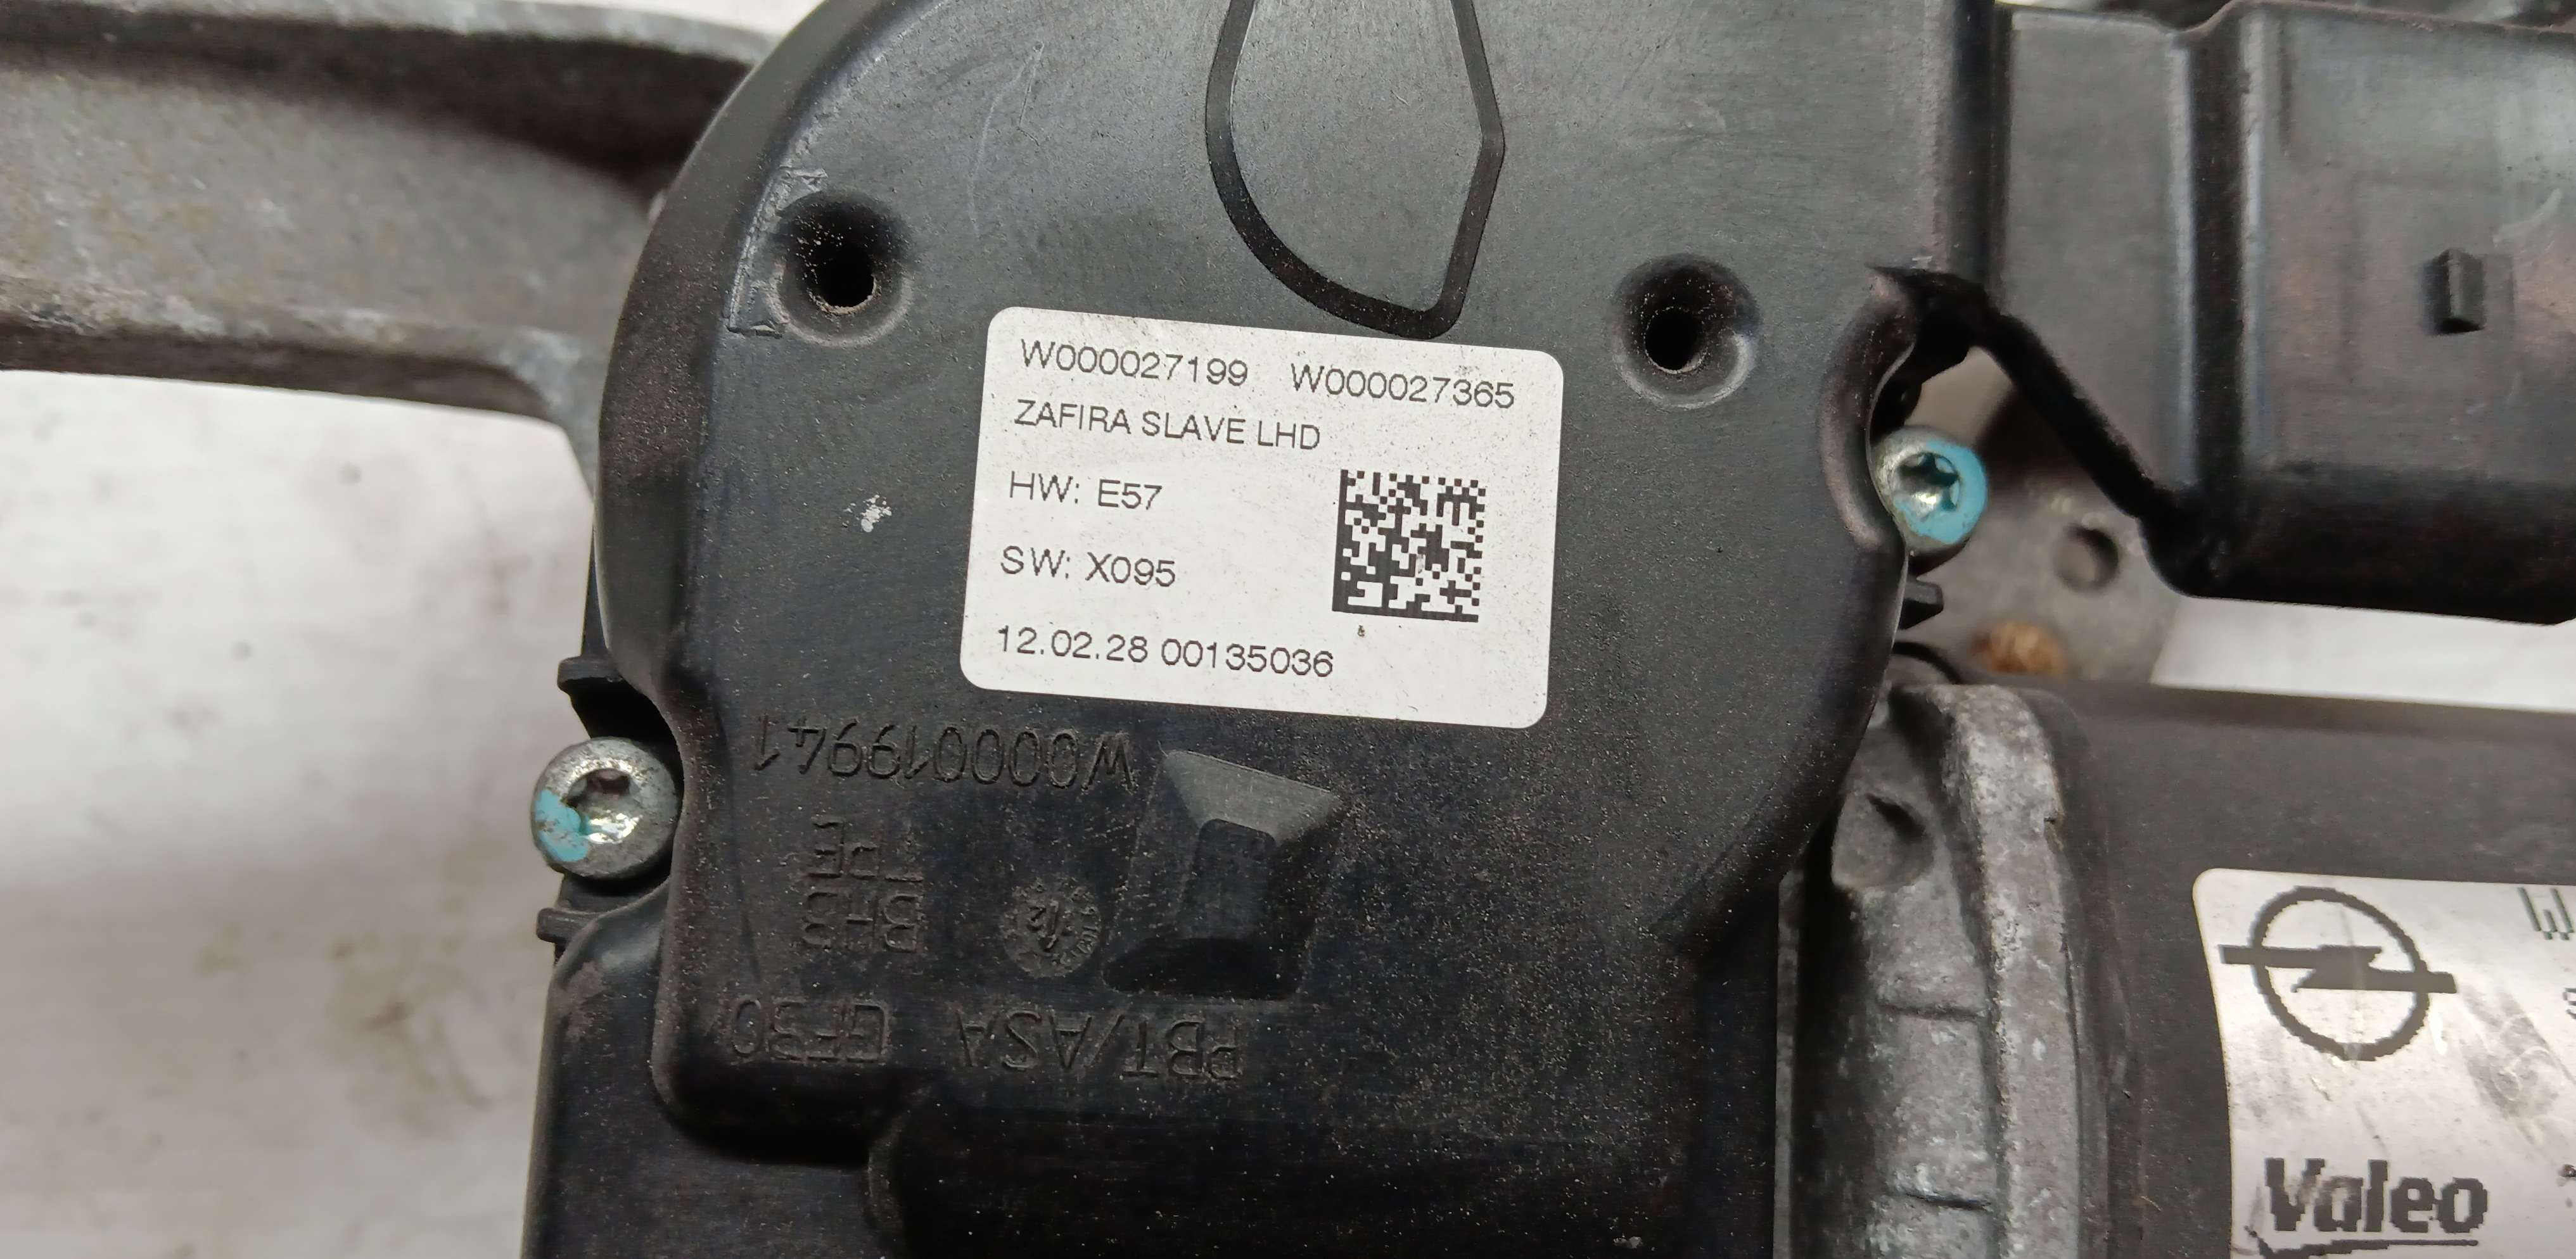 W000027199 W000027365
ZAFIRA SLAVE LHD
HW: E57
SW: X095
12.02.28 00135036
W000019941
PBT/ASA GF30
Valeo